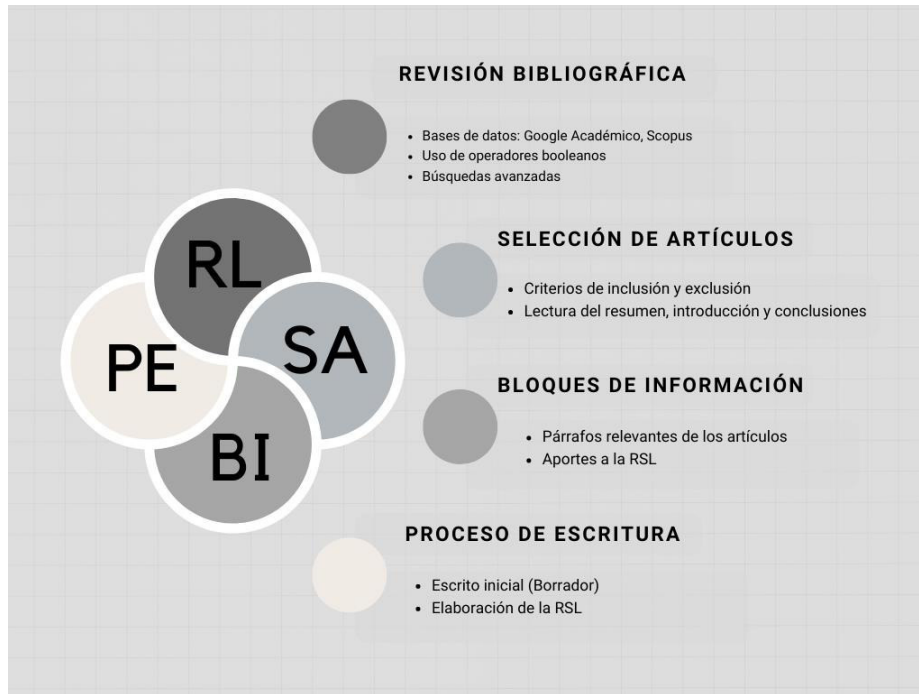 REVISIÓN BIBLIOGRÁFICA
• Bases de datos: Google Académico, Scopus
• Uso de operadores booleanos
• Búsquedas avanzadas
RL
PE
SA
BI
SELECCIÓN DE ARTÍCULOS
• Criterios de inclusión y exclusión
• Lectura del resumen, introducción y conclusiones
BLOQUES DE INFORMACIÓN
• Párrafos relevantes de los artículos
• Aportes a la RSL
PROCESO DE ESCRITURA
• Escrito inicial (Borrador)
• Elaboración de la RSL